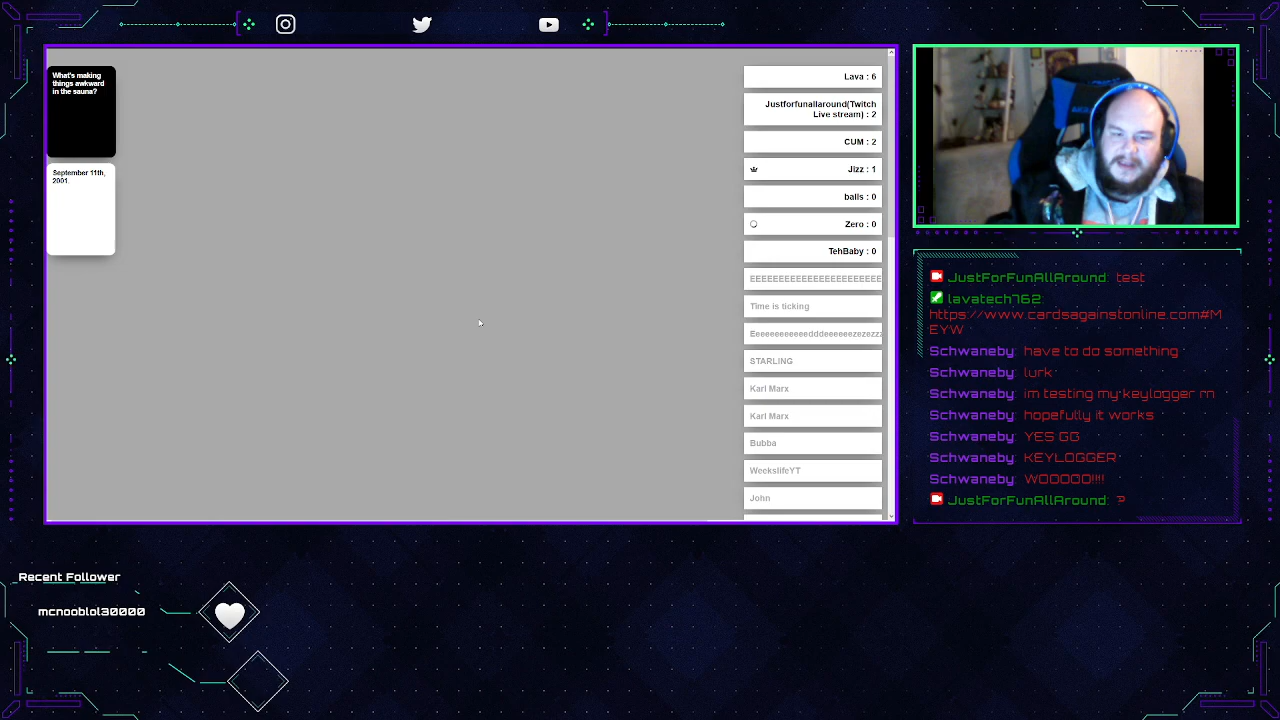 What's making
things awkward
in the sauna?
September 11th,
2001.
Lava : 6
Justforfunallaround(Twitch
Live stream) : 2
CUM : 2
Jizz : 1
balls : 0
Zero : 0
TehBaby : 0
Time is ticking
STARLING
Karl Marx
Karl Marx
Bubba
WeekslifeYT
John
JustForFunAllAround: test
lavatech762:
https://www.cardsagainstonline.com#M
EYW
Schwaneby: have to do something
Schwaneby: lurk
Schwaneby: im testing my keylogger rn
Schwaneby: hopefully it works
Schwaneby: YES GG
Schwaneby: KEYLOGGER
Schwaneby: WOOOOO!!!!
JustForFunAllAround: ?
Recent Follower
mcnooblol30000